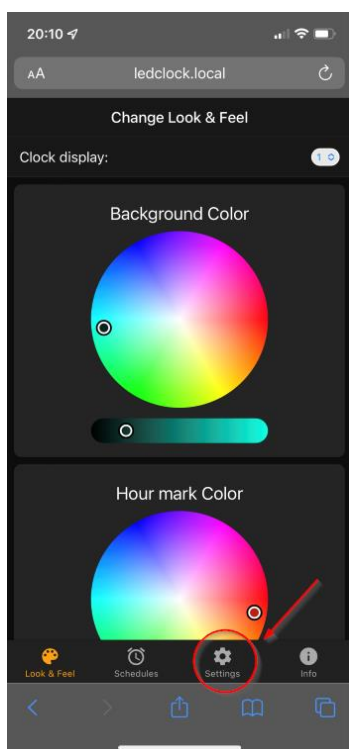 20:10
AA
ledclock.local
Change Look & Feel
Clock display:
1
Background Color
Hour mark Color
Look & Feel
Schedules
Settings
Info